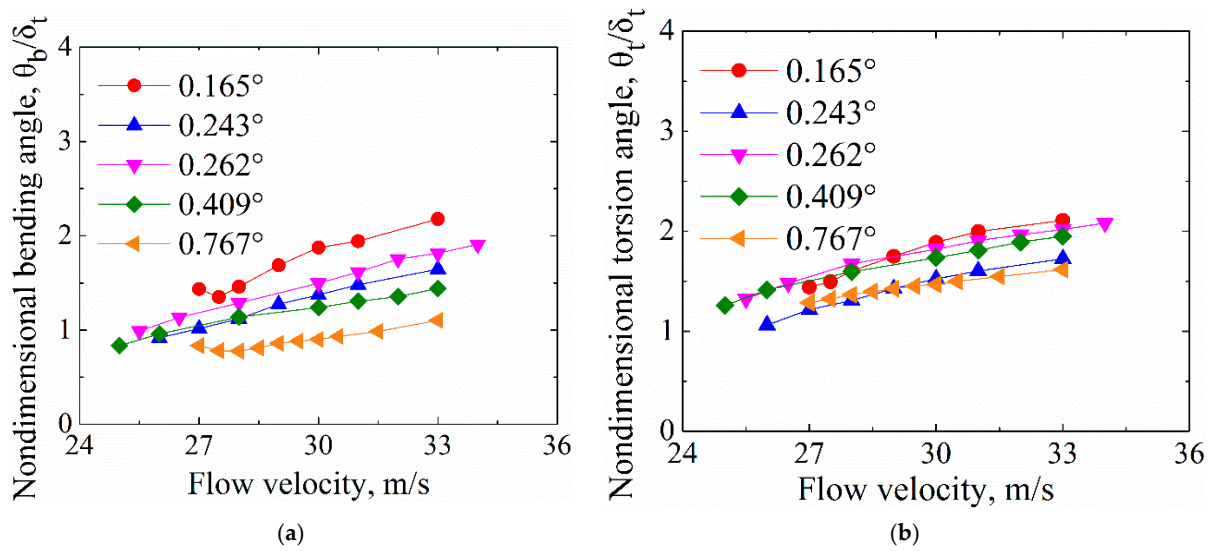 Nondimensional bending angle, θb/δt
4
3
2
1
0
0.165°
0.243°
0.262°
0.409°
0.767°
24 27 30 33 36
Flow velocity, m/s
(a)
Nondimensional torsion angle, θt/δt
4
3
2
1
0
0.165°
0.243°
0.262°
0.409°
0.767°
24 27 30 33 36
Flow velocity, m/s
(b)